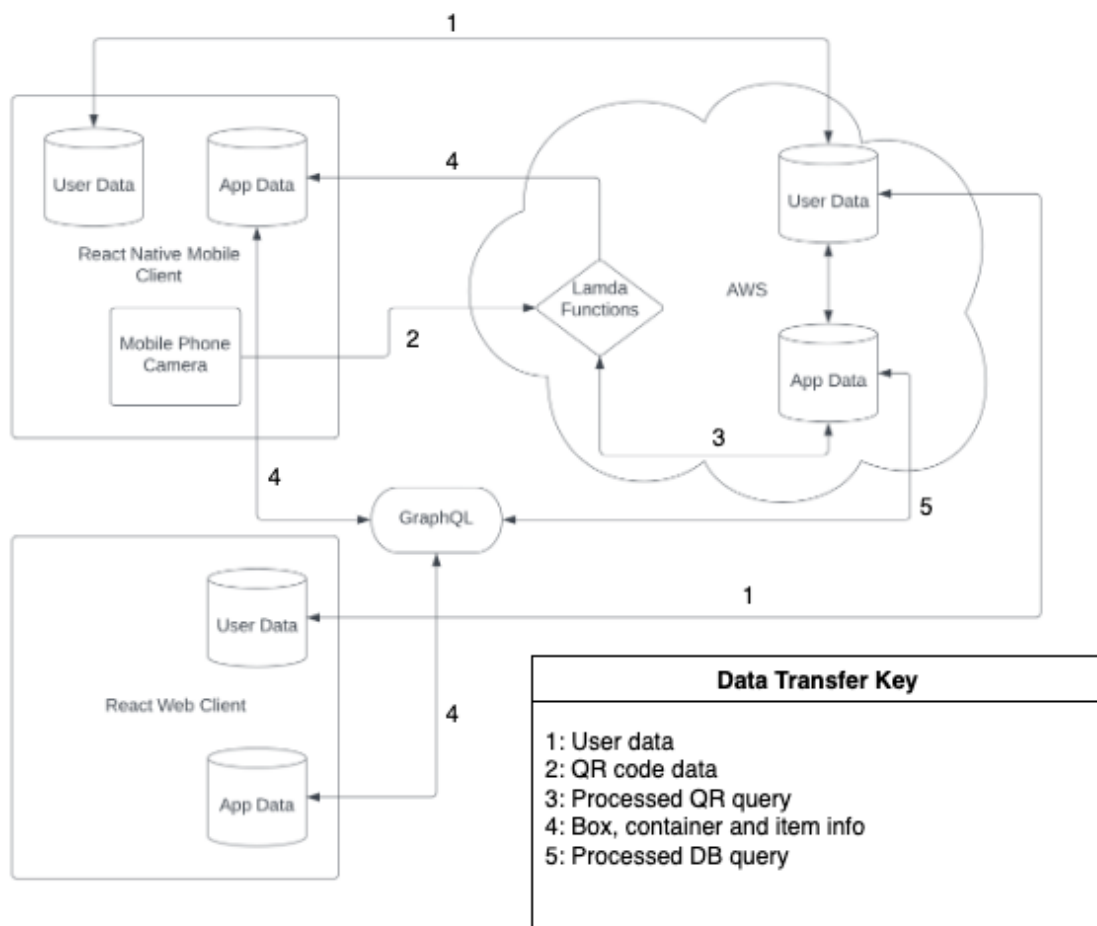 1
User Data
App Data
4
User Data
React Native Mobile
Client
Lamda
Functions
AWS
Mobile Phone
Camera
2
App Data
3
4
GraphQL
5
1
User Data
React Web Client
4
App Data
Data Transfer Key
1: User data
2: QR code data
3: Processed QR query
4: Box, container and item info
5: Processed DB query